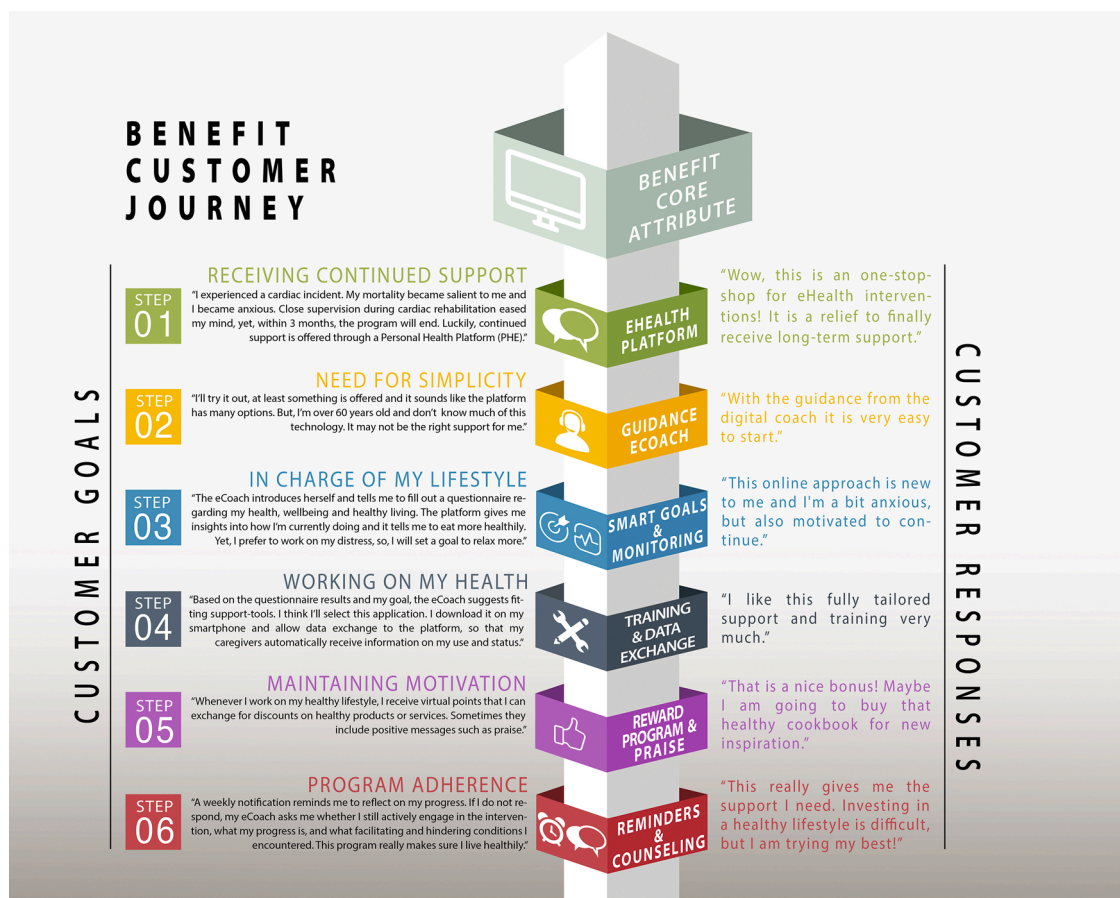 BENEFIT
CUSTOMER
JOURNEY
BENEFIT
CORE
ATTRIBUTE
CUSTOMER GOALS
CUSTOMER RESPONSES
STEP
01
RECEIVING CONTINUED SUPPORT
“I experienced a cardiac incident. My mortality became salient to me and
I became anxious. Close supervision during cardiac rehabilitation eased
my mind, yet, within 3 months, the program will end. Luckily, continued
support is offered through a Personal Health Platform (PHE).”
EHEALTH
PLATFORM
“Wow, this is an one-stop-
shop for eHealth interven-
tions! It is a relief to finally
receive long-term support.”
STEP
02
NEED FOR SIMPLICITY
“I’ll try it out, at least something is offered and it sounds like the platform
has many options. But, I’m over 60 years old and don’t know much of this
technology. It may not be the right support for me.”
GUIDANCE
ECOACH
“With the guidance from the
digital coach it is very easy
to start.”
STEP
03
IN CHARGE OF MY LIFESTYLE
“The eCoach introduces herself and tells me to fill out a questionnaire re-
garding my health, wellbeing and healthy living. The platform gives me
insights into how I’m currently doing and it tells me to eat more healthily.
Yet, I prefer to work on my distress, so, I will set a goal to relax more.”
SMART GOALS
&
MONITORING
“This online approach is new
to me and I'm a bit anxious,
but also motivated to con-
tinue.”
STEP
04
WORKING ON MY HEALTH
“Based on the questionnaire results and my goal, the eCoach suggests fit-
ting support-tools. I think I’ll select this application. I download it on my
smartphone and allow data exchange to the platform, so that my
caregivers automatically receive information on my use and status.”
TRAINING
& DATA
EXCHANGE
“I like this fully tailored
support and training very
much.”
STEP
05
MAINTAINING MOTIVATION
“Whenever I work on my healthy lifestyle, I receive virtual points that I can
exchange for discounts on healthy products or services. Sometimes they
include positive messages such as praise.”
REWARD
PROGRAM &
PRAISE
“That is a nice bonus! Maybe
I am going to buy that
healthy cookbook for new
inspiration.”
STEP
06
PROGRAM ADHERENCE
“A weekly notification reminds me to reflect on my progress. If I do not re-
spond, my eCoach asks me whether I still actively engage in the interven-
tion, what my progress is, and what facilitating and hindering conditions I
encountered. This program really makes sure I live healthily.”
REMINDERS
&
COUNSELING
“This really gives me the
support I need. Investing in
a healthy lifestyle is difficult,
but I am trying my best!”